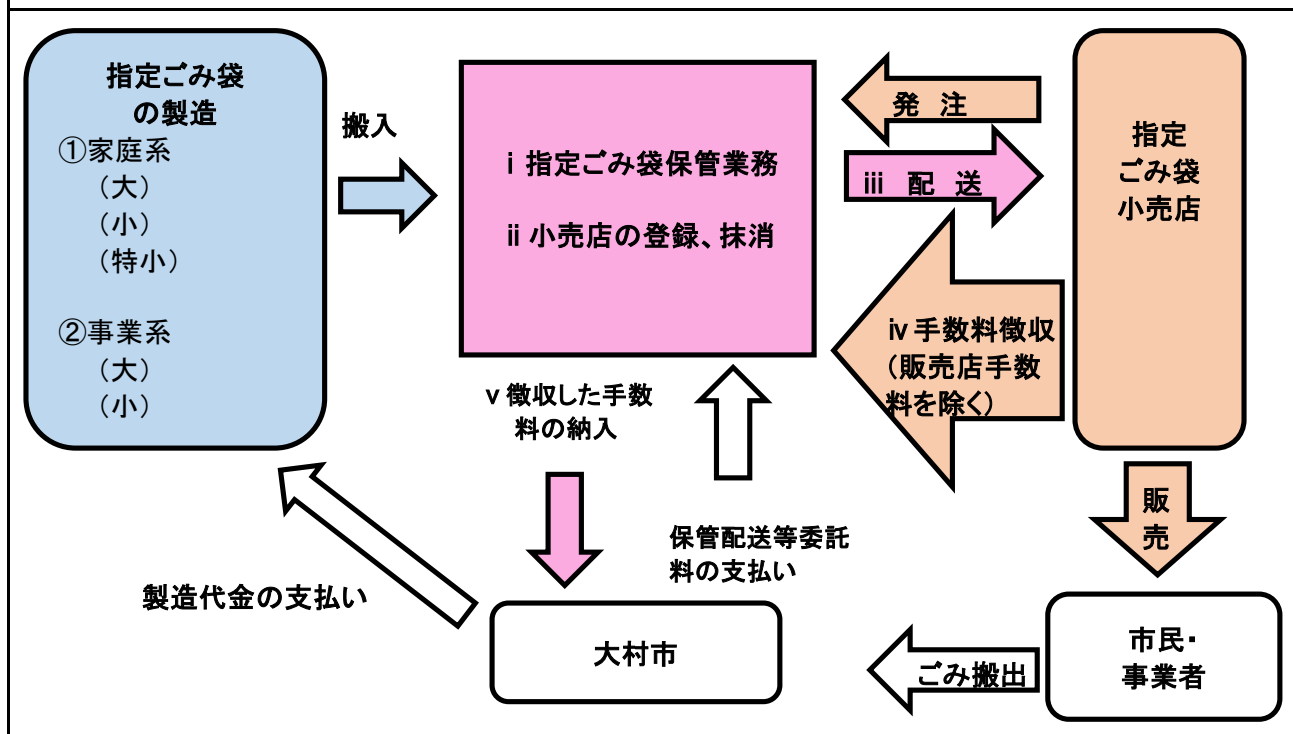 指定ごみ袋
の製造
①家庭系
（大）
（小）
（特小）
②事業系
（大）
（小）
搬入
ⅰ 指定ごみ袋保管業務
ⅱ 小売店の登録、抹消
発　注
ⅲ　配　送
指定
ごみ袋
小売店
ⅳ 手数料徴収
（販売店手数
料を除く）
ⅴ 徴収した手数
料の納入
保管配送等委託
料の支払い
販
売
製造代金の支払い
大村市
ごみ搬出
市民・
事業者